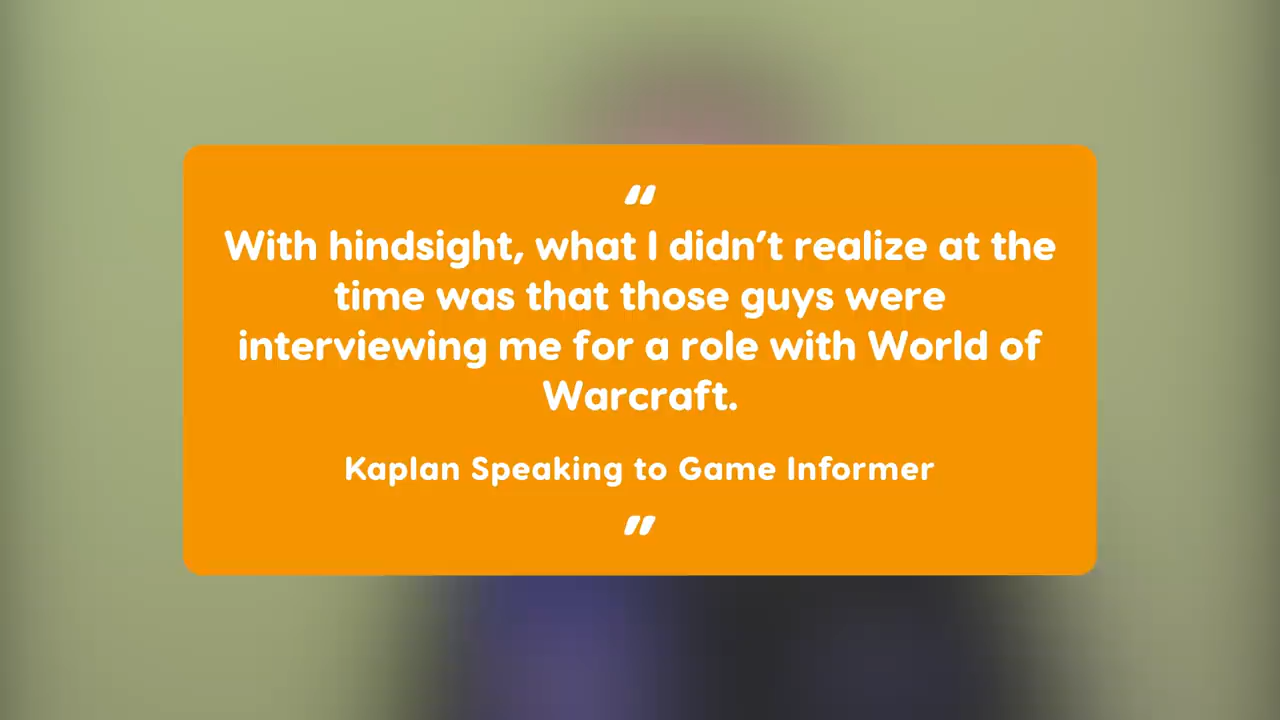 "
With hindsight, what I didn't realize at the
time was that those guys were
interviewing me for a role with World of
Warcraft.
Kaplan Speaking to Game Informer
"